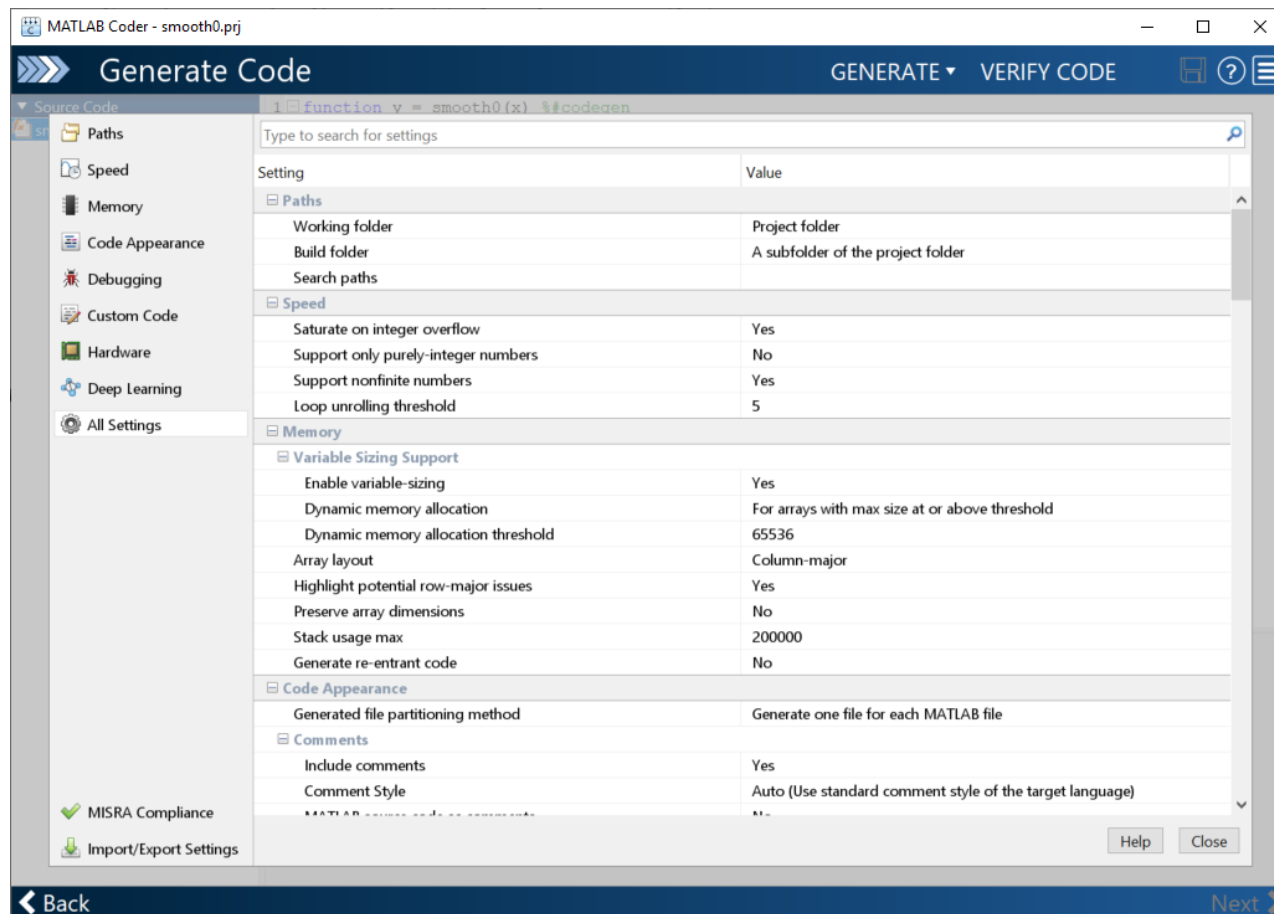 MATLAB Coder - smooth0.prj
Generate Code
GENERATE VERIFY CODE
Source Code
1 function y = smooth0(x) %#codegen
Paths
Speed
Memory
Code Appearance
Debugging
Custom Code
Hardware
Deep Learning
All Settings
MISRA Compliance
Import/Export Settings
Type to search for settings
Setting Value
Paths
Working folder Project folder
Build folder A subfolder of the project folder
Search paths
Speed
Saturate on integer overflow Yes
Support only purely-integer numbers No
Support nonfinite numbers Yes
Loop unrolling threshold 5
Memory
Variable Sizing Support
Enable variable-sizing Yes
Dynamic memory allocation For arrays with max size at or above threshold
Dynamic memory allocation threshold 65536
Array layout Column-major
Highlight potential row-major issues Yes
Preserve array dimensions No
Stack usage max 200000
Generate re-entrant code No
Code Appearance
Generated file partitioning method Generate one file for each MATLAB file
Comments
Include comments Yes
Comment Style Auto (Use standard comment style of the target language)
MATLAB source code as comments No
Help Close
Back Next